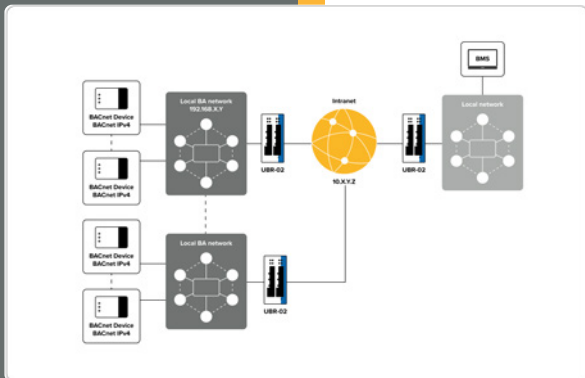 BMS
Local network
BACnet Device
BACnet IPv4
Local BA network
192.168.X.Y
UBR-02
Intranet
10.X.Y.Z
UBR-02
BACnet Device
BACnet IPv4
BACnet Device
BACnet IPv4
Local BA network
UBR-02
BACnet Device
BACnet IPv4